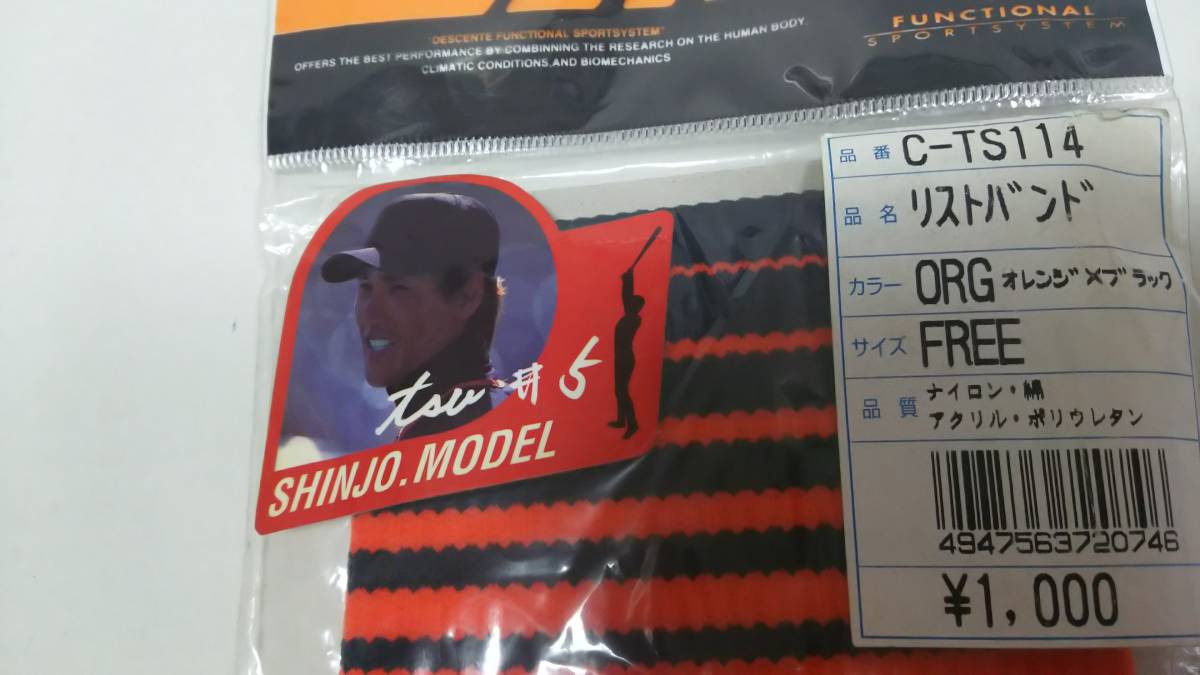 "DESCENTE FUNCTIONAL SPORTSYSTEM"
OFFERS THE BEST PERFORMANCE BY COMBINNING THE RESEARCH ON THE HUMAN BODY.
CLIMATIC CONDITIONS,AND BIOMECHANICS
FUNCTIONAL
SPORTSYSTEM
tsu #5
SHINJO.MODEL
品番 C-TS114
品名 リストバンド
カラー ORG オレンジ×ブラック
サイズ FREE
品質 ナイロン・綿
アクリル・ポリウレタン
4947563720746
¥1,000